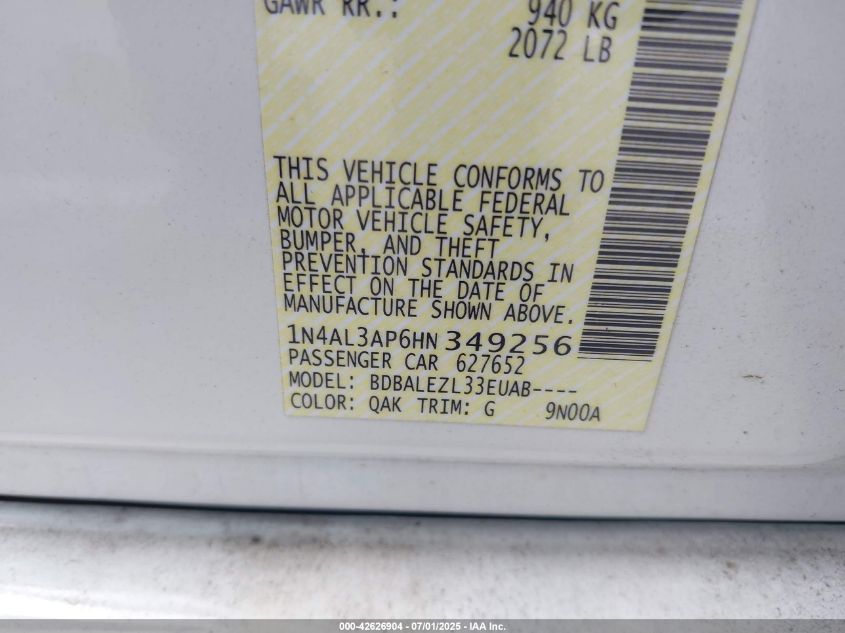 GAWR RR.: 940 KG
2072 LB
THIS VEHICLE CONFORMS TO
ALL APPLICABLE FEDERAL
MOTOR VEHICLE SAFETY,
BUMPER, AND THEFT
PREVENTION STANDARDS IN
EFFECT ON THE DATE OF
MANUFACTURE SHOWN ABOVE.
1N4AL3AP6HN349256
PASSENGER CAR 627652
MODEL: BDBALEZL33EUAB----
COLOR: QAK TRIM: G 9N00A
000-42626904 - 07/01/2025 - IAA Inc.